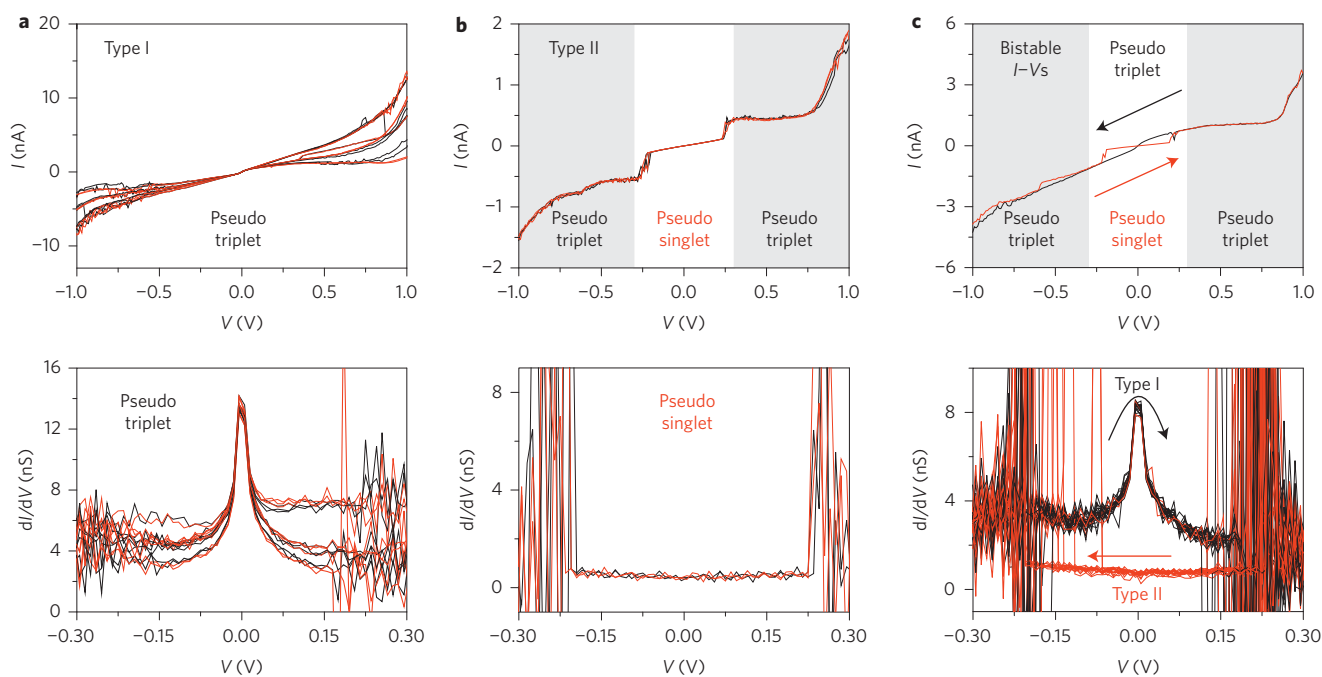 a
Type I
Pseudo
triplet
I (nA)
20
10
0
−10
−1.0
−0.5
0.0
0.5
1.0
V (V)
b
Type II
Pseudo
triplet
Pseudo
singlet
Pseudo
triplet
I (nA)
2
1
0
−1
−2
−1.0
−0.5
0.0
0.5
1.0
V (V)
c
Bistable
I–Vs
Pseudo
triplet
Pseudo
triplet
Pseudo
singlet
Pseudo
triplet
I (nA)
6
3
0
−3
−6
−1.0
−0.5
0.0
0.5
1.0
V (V)
Pseudo
triplet
dI/dV (nS)
16
12
8
4
0
−0.30
−0.15
0.00
0.15
0.30
V (V)
Pseudo
singlet
dI/dV (nS)
8
4
0
−0.30
−0.15
0.00
0.15
0.30
V (V)
Type I
Type II
dI/dV (nS)
8
4
0
−0.30
−0.15
0.00
0.15
0.30
V (V)